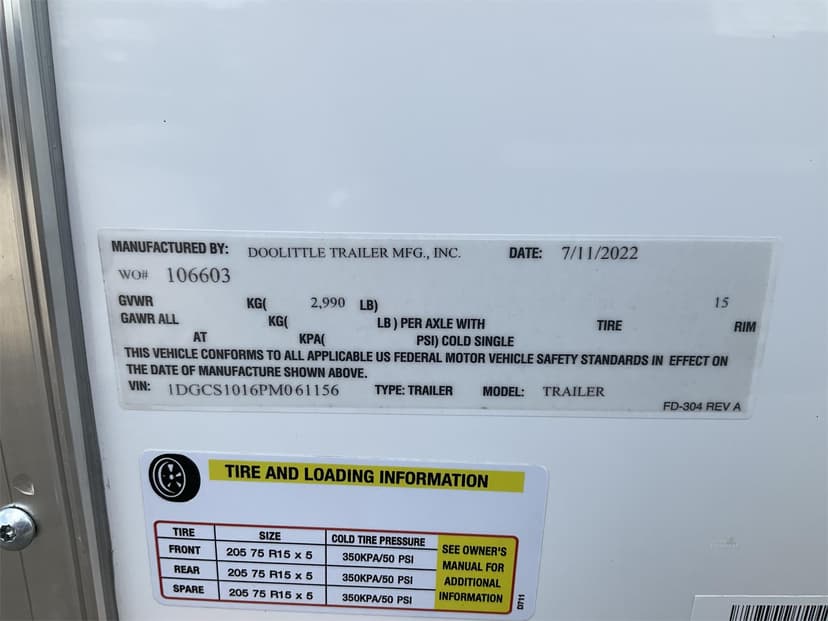 MANUFACTURED BY: DOOLITTLE TRAILER MFG., INC. DATE: 7/11/2022
WO# 106603
GVWR KG( 2,990 LB) 15
GAWR ALL KG( LB ) PER AXLE WITH TIRE RIM
AT KPA( PSI) COLD SINGLE
THIS VEHICLE CONFORMS TO ALL APPLICABLE US FEDERAL MOTOR VEHICLE SAFETY STANDARDS IN EFFECT ON
THE DATE OF MANUFACTURE SHOWN ABOVE.
VIN: 1DGCS1016PM061156 TYPE: TRAILER MODEL: TRAILER
FD-304 REV A
TIRE AND LOADING INFORMATION
TIRE SIZE COLD TIRE PRESSURE
FRONT 205 75 R15 x 5 350KPA/50 PSI
REAR 205 75 R15 x 5 350KPA/50 PSI
SPARE 205 75 R15 x 5 350KPA/50 PSI
SEE OWNER'S
MANUAL FOR
ADDITIONAL
INFORMATION
D711